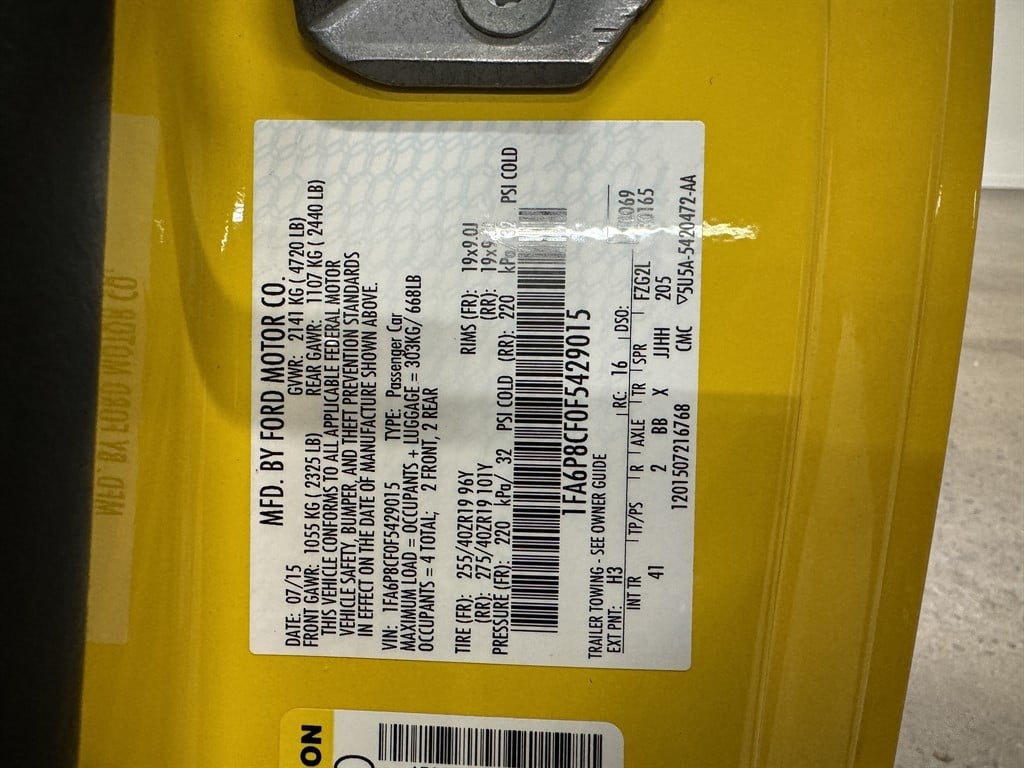 MFD. BY FORD MOTOR CO.
DATE: 07/15 GVWR: 2141 KG ( 4720 LB)
FRONT GAWR: 1055 KG ( 2325 LB) REAR GAWR: 1107 KG ( 2440 LB)
THIS VEHICLE CONFORMS TO ALL APPLICABLE FEDERAL MOTOR
VEHICLE SAFETY, BUMPER, AND THEFT PREVENTION STANDARDS
IN EFFECT ON THE DATE OF MANUFACTURE SHOWN ABOVE.
VIN: 1FA6P8CF0F5429015 TYPE: Passenger Car
MAXIMUM LOAD = OCCUPANTS + LUGGAGE = 303KG/ 668LB
OCCUPANTS = 4 TOTAL; 2 FRONT, 2 REAR
TIRE (FR): 255/40ZR19 96Y RIMS (FR): 19x9.0J
(RR): 275/40ZR19 101Y (RR): 19x9
PRESSURE (FR): 220 kPa/ 32 PSI COLD (RR): 220 kPa PSI COLD
1FA6P8CF0F5429015
TRAILER TOWING - SEE OWNER GUIDE
EXT PNT: H3 RC: 16 DSO:
INT TR TP/PS R AXLE TR SPR FZG2L
41 2 BB X JJHH 205
1201507216768 CMC ▽5U5A-5420472-AA
ON